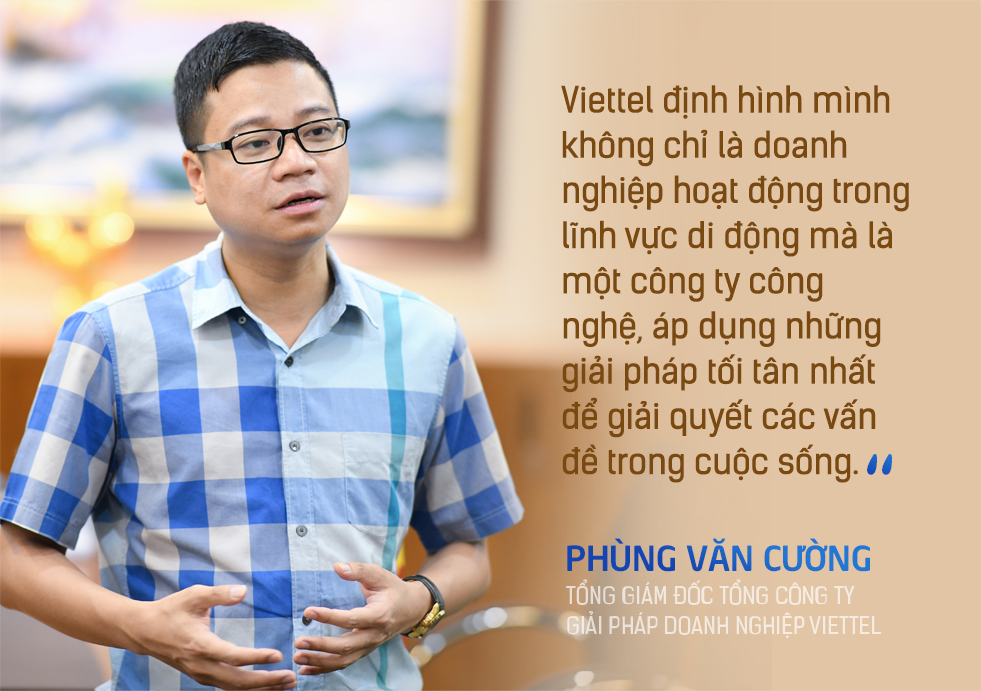 Viettel định hình mình
không chỉ là doanh
nghiệp hoạt động trong
lĩnh vực di động mà là
một công ty công
nghệ, áp dụng những
giải pháp tối tân nhất
để giải quyết các vấn
đề trong cuộc sống."
PHÙNG VĂN CƯỜNG
TỔNG GIÁM ĐỐC TỔNG CÔNG TY
GIẢI PHÁP DOANH NGHIỆP VIETTEL